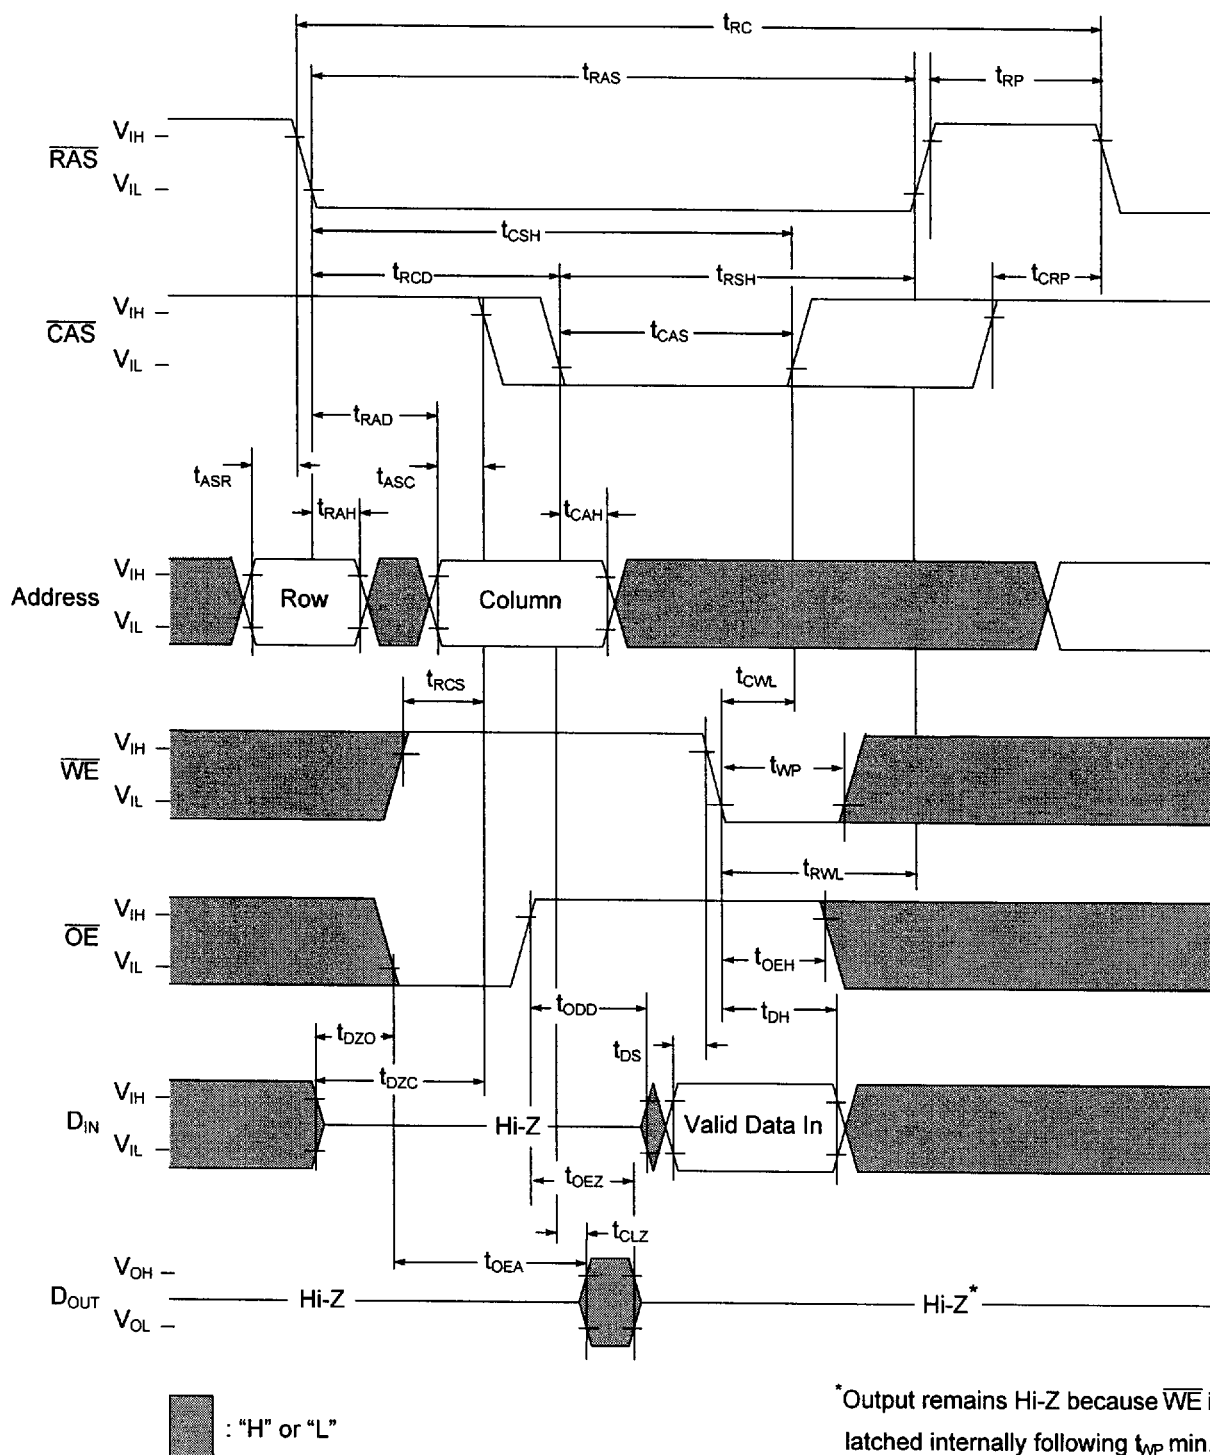 tRC
tRAS
tRP
VIH
RAS
VIL
tCSH
tRCD
tRSH
tCRP
VIH
CAS
VIL
tCAS
tRAD
tASR
tASC
tRAH
tCAH
VIH
Address
Row
Column
VIL
tRCS
tCWL
VIH
WE
VIL
tWP
tRWL
VIH
OE
VIL
tOEH
tODD
tDH
tDZO
tDS
tDZC
VIH
DIN
VIL
Hi-Z
Valid Data In
tOEZ
tCLZ
tOEA
VOH
DOUT
VOL
Hi-Z
Hi-Z*
: "H" or "L"
*Output remains Hi-Z because WE i
latched internally following tWP min.